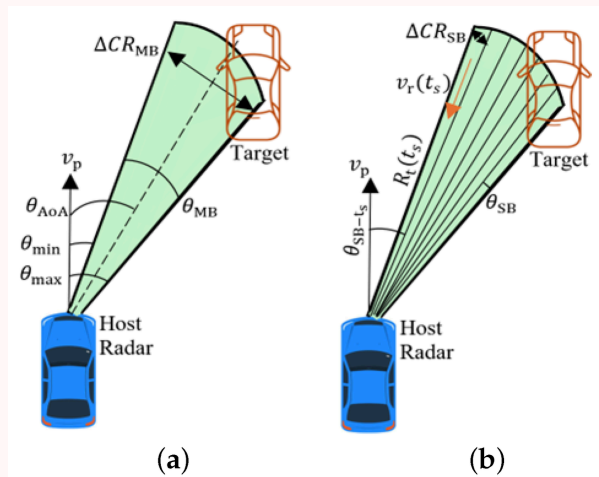 ΔCR_MB
v_p
θ_AoA
θ_min
θ_max
θ_MB
Target
Host
Radar
(a)
ΔCR_SB
v_r(t_s)
R_t(t_s)
v_p
θ_SB−t_s
θ_SB
Target
Host
Radar
(b)